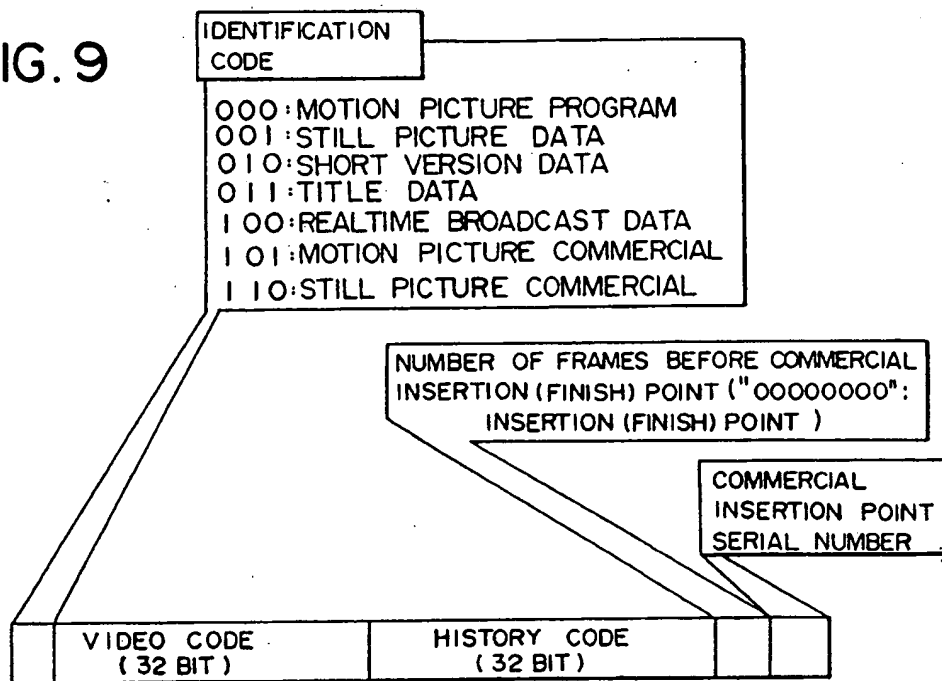 IG. 9
IDENTIFICATION
CODE
000:MOTION PICTURE PROGRAM
001:STILL PICTURE DATA
010:SHORT VERSION DATA
011:TITLE DATA
100:REALTIME BROADCAST DATA
101:MOTION PICTURE COMMERCIAL
110:STILL PICTURE COMMERCIAL
NUMBER OF FRAMES BEFORE COMMERCIAL
INSERTION (FINISH) POINT ("00000000":
INSERTION (FINISH) POINT )
COMMERCIAL
INSERTION POINT
SERIAL NUMBER
VIDEO CODE
(32 BIT)
HISTORY CODE
(32 BIT)